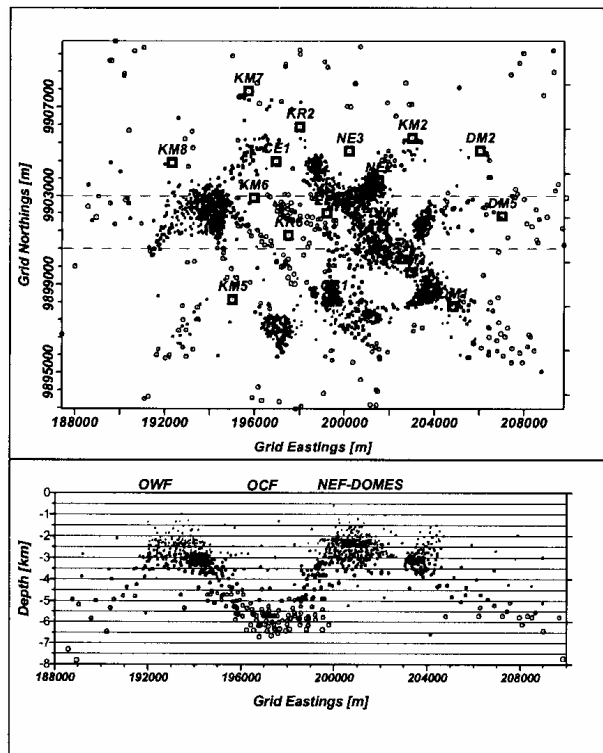 KM7
9907000
KR2
KM2
KM8
CE1
NE3
DM2
9903000
KM6
DM5
Grid Northings [m]
9899000
KM5
DM1
9895000
188000 192000 196000 200000 204000 208000
Grid Eastings [m]
OWF OCF NEF-DOMES
0
-1
-2
-3
-4
-5
-6
-7
-8
Depth [km]
188000 192000 196000 200000 204000 208000
Grid Eastings [m]